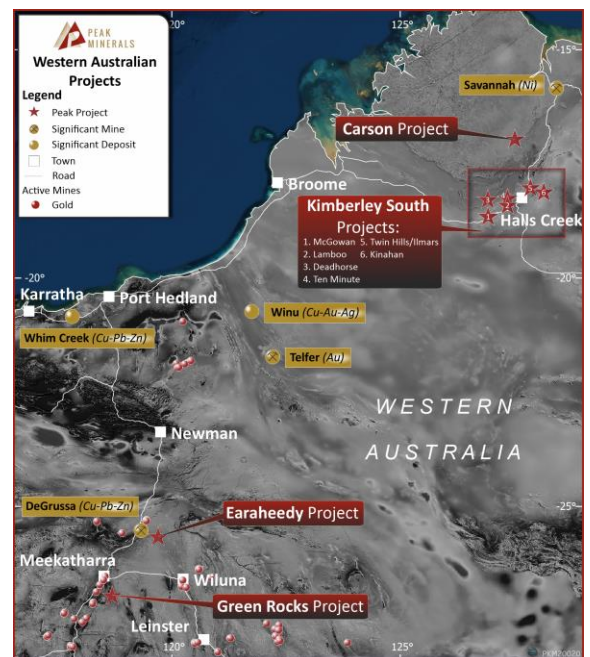 PEAK
MINERALS
Western Australian
Projects
Legend
Peak Project
Significant Mine
Significant Deposit
Town
Road
Active Mines
Gold
120°
125°
-15°
Savannah (Ni)
Carson Project
Broome
Kimberley South
Projects:
1. McGowan 5. Twin Hills/Ilmars
2. Lamboo 6. Kinahan
3. Deadhorse
4. Ten Minute
Halls Creek
-20°
-20°
Karratha
Port Hedland
Whim Creek (Cu-Pb-Zn)
Winu (Cu-Au-Ag)
Telfer (Au)
WESTERN
AUSTRALIA
Newman
-25°
DeGrussa (Cu-Pb-Zn)
Earaheedy Project
Meekatharra
Wiluna
Green Rocks Project
Leinster
120°
125°